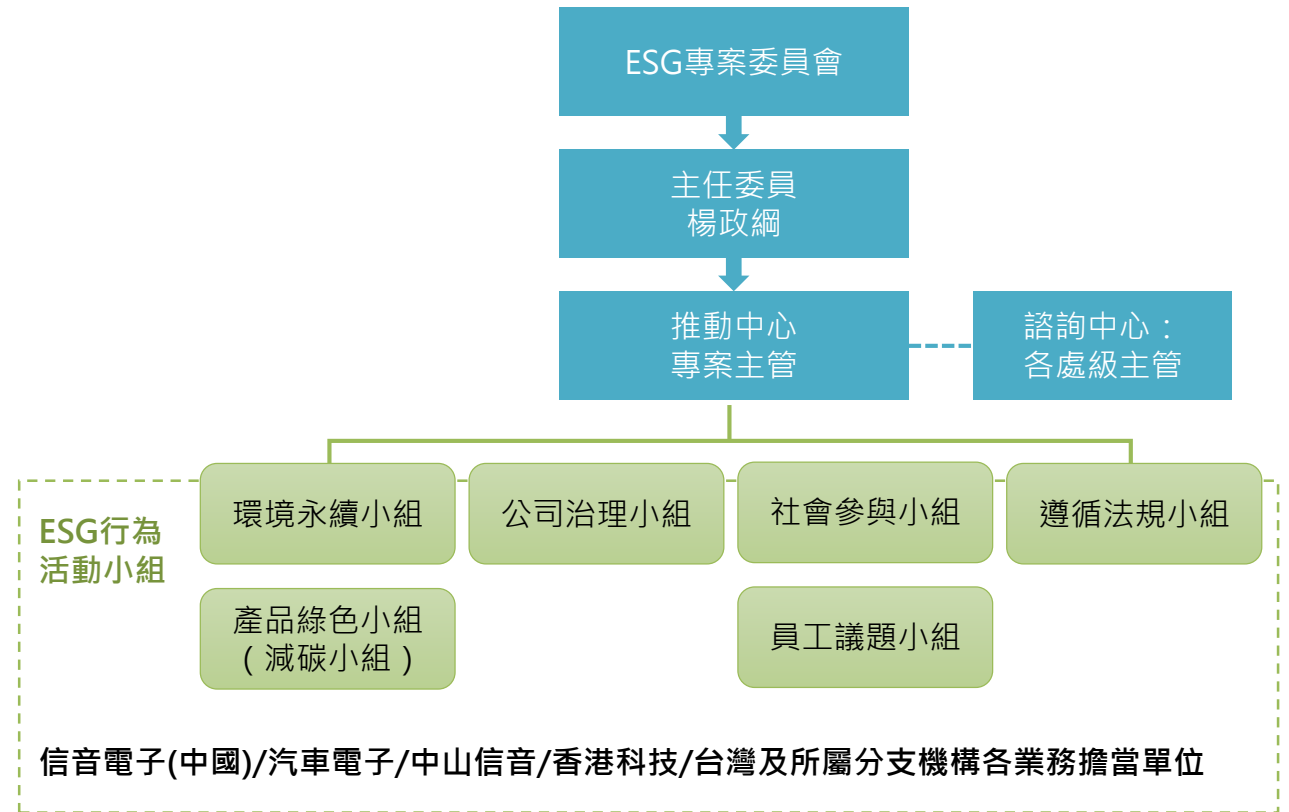 ESG專案委員會
主任委員
楊政綱
推動中心
專案主管
諮詢中心：
各處級主管
ESG行為
活動小組
環境永續小組
公司治理小組
社會參與小組
遵循法規小組
產品綠色小組
（減碳小組）
員工議題小組
信音電子(中國)/汽車電子/中山信音/香港科技/台灣及所屬分支機構各業務擔當單位